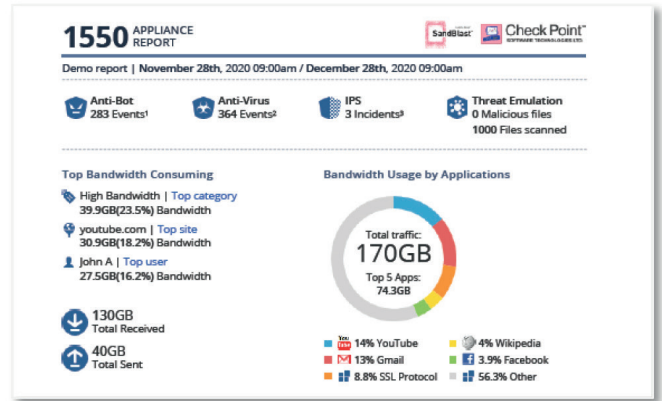 1550 APPLIANCE REPORT
SandBlast
Check Point
SOFTWARE TECHNOLOGIES LTD.
Demo report | November 28th, 2020 09:00am / December 28th, 2020 09:00am
Anti-Bot
283 Events¹
Anti-Virus
364 Events²
IPS
3 Incidents³
Threat Emulation
0 Malicious files
1000 Files scanned
Top Bandwidth Consuming
High Bandwidth | Top category
39.9GB(23.5%) Bandwidth
youtube.com | Top site
30.9GB(18.2%) Bandwidth
John A | Top user
27.5GB(16.2%) Bandwidth
130GB
Total Received
40GB
Total Sent
Bandwidth Usage by Applications
Total traffic:
170GB
Top 5 Apps:
74.3GB
You Tube 14% YouTube
13% Gmail
8.8% SSL Protocol
4% Wikipedia
f 3.9% Facebook
56.3% Other